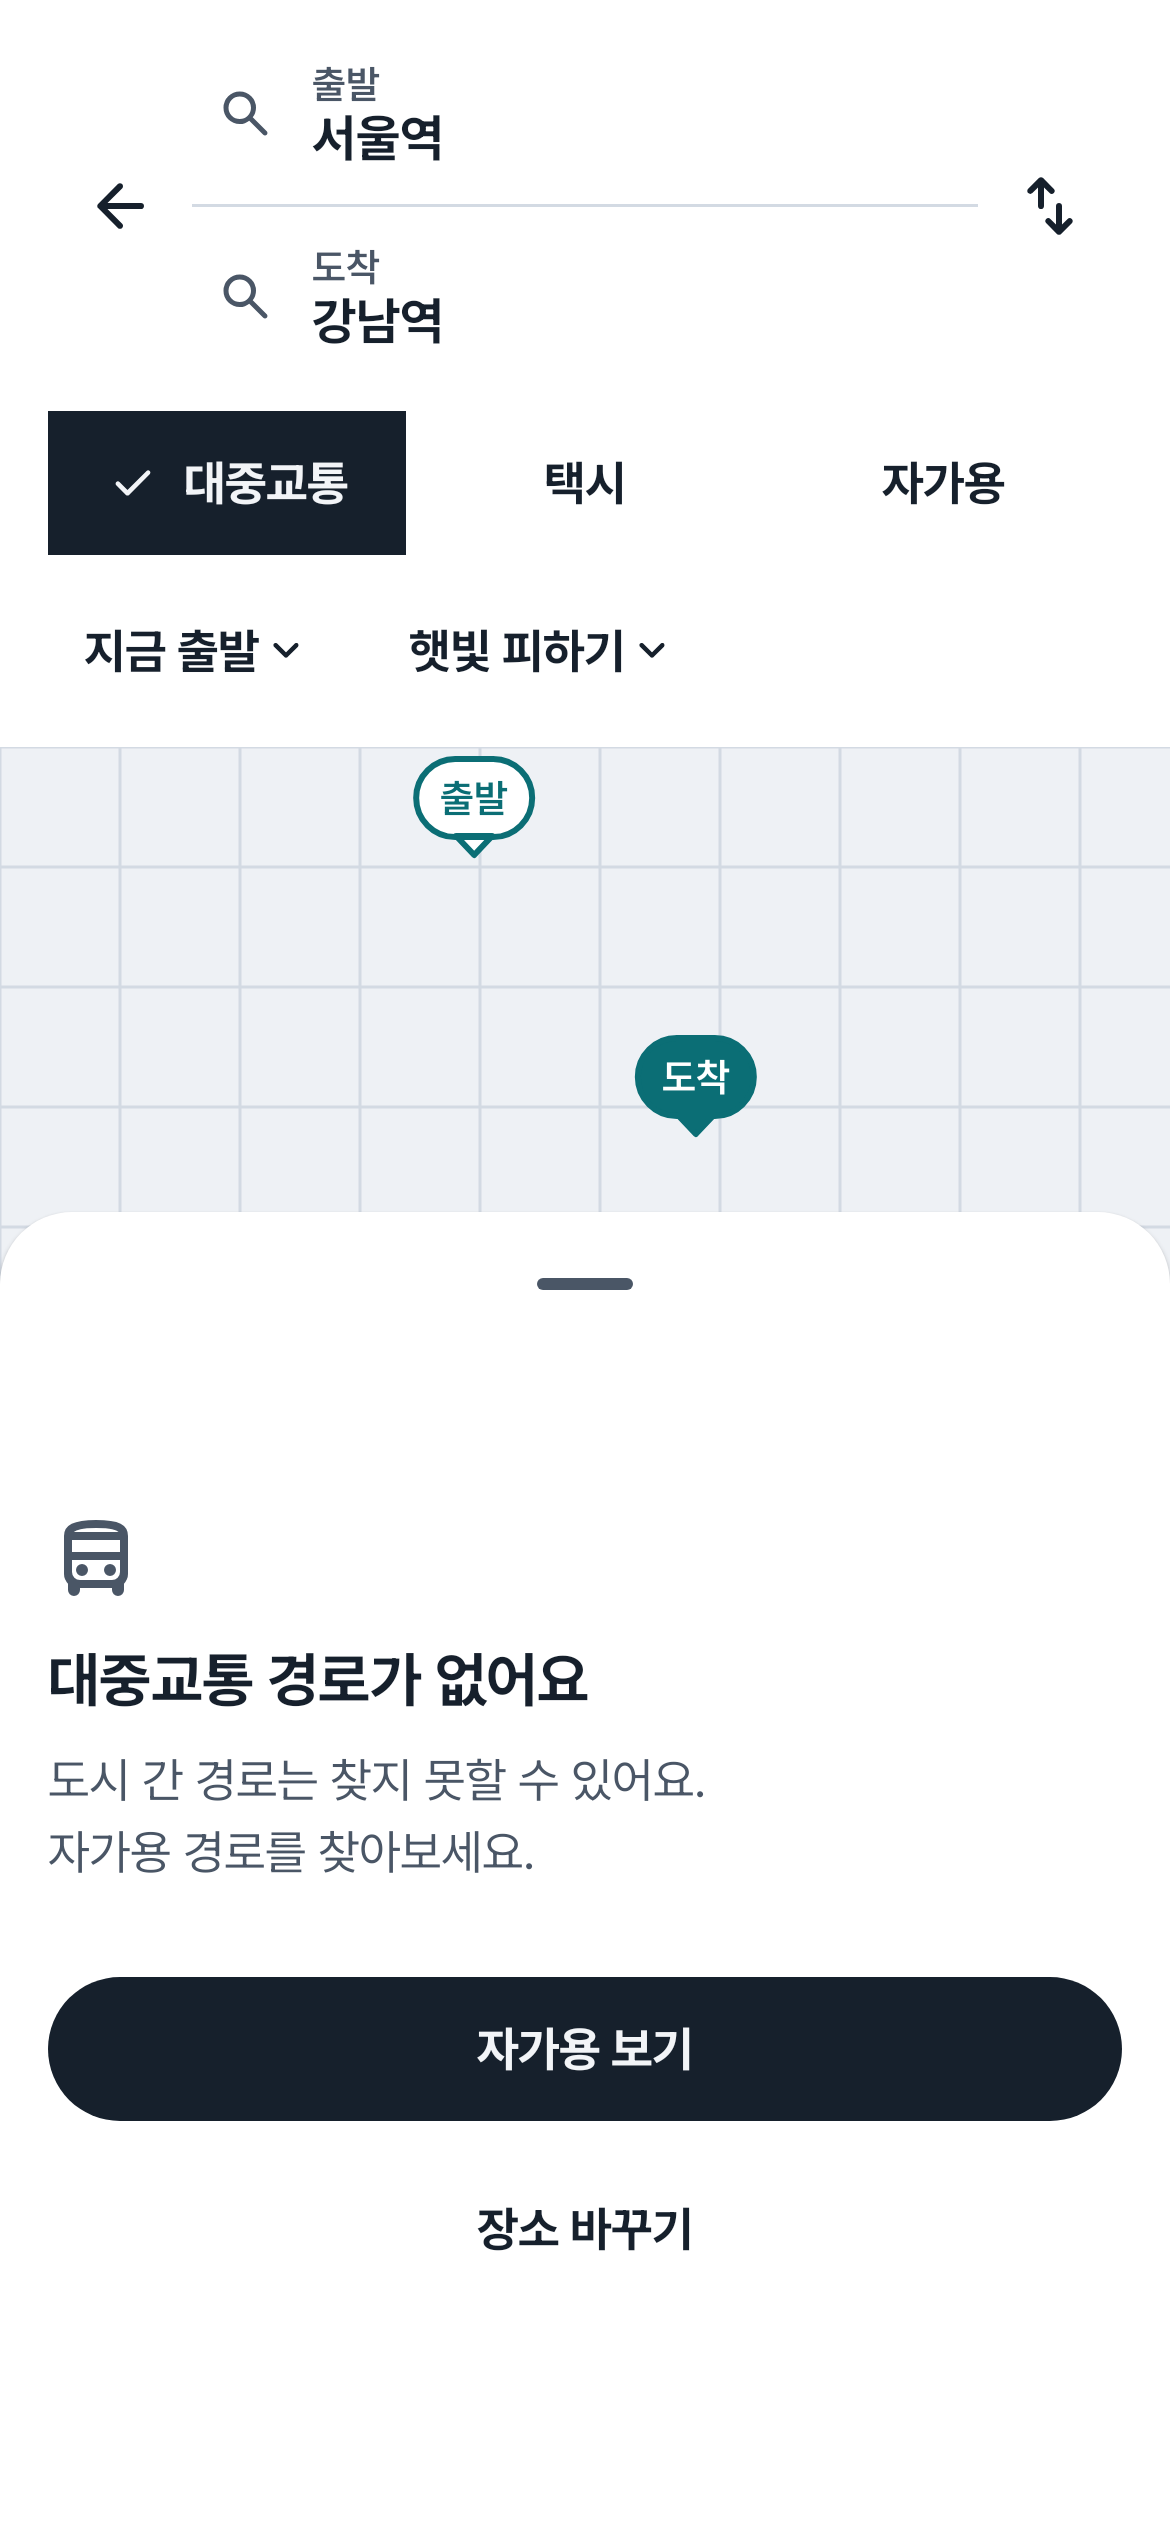 출발
서울역
도착
강남역
대중교통
택시
자가용
지금 출발
햇빛 피하기
출발
도착
대중교통 경로가 없어요
도시 간 경로는 찾지 못할 수 있어요.
자가용 경로를 찾아보세요.
자가용 보기
장소 바꾸기